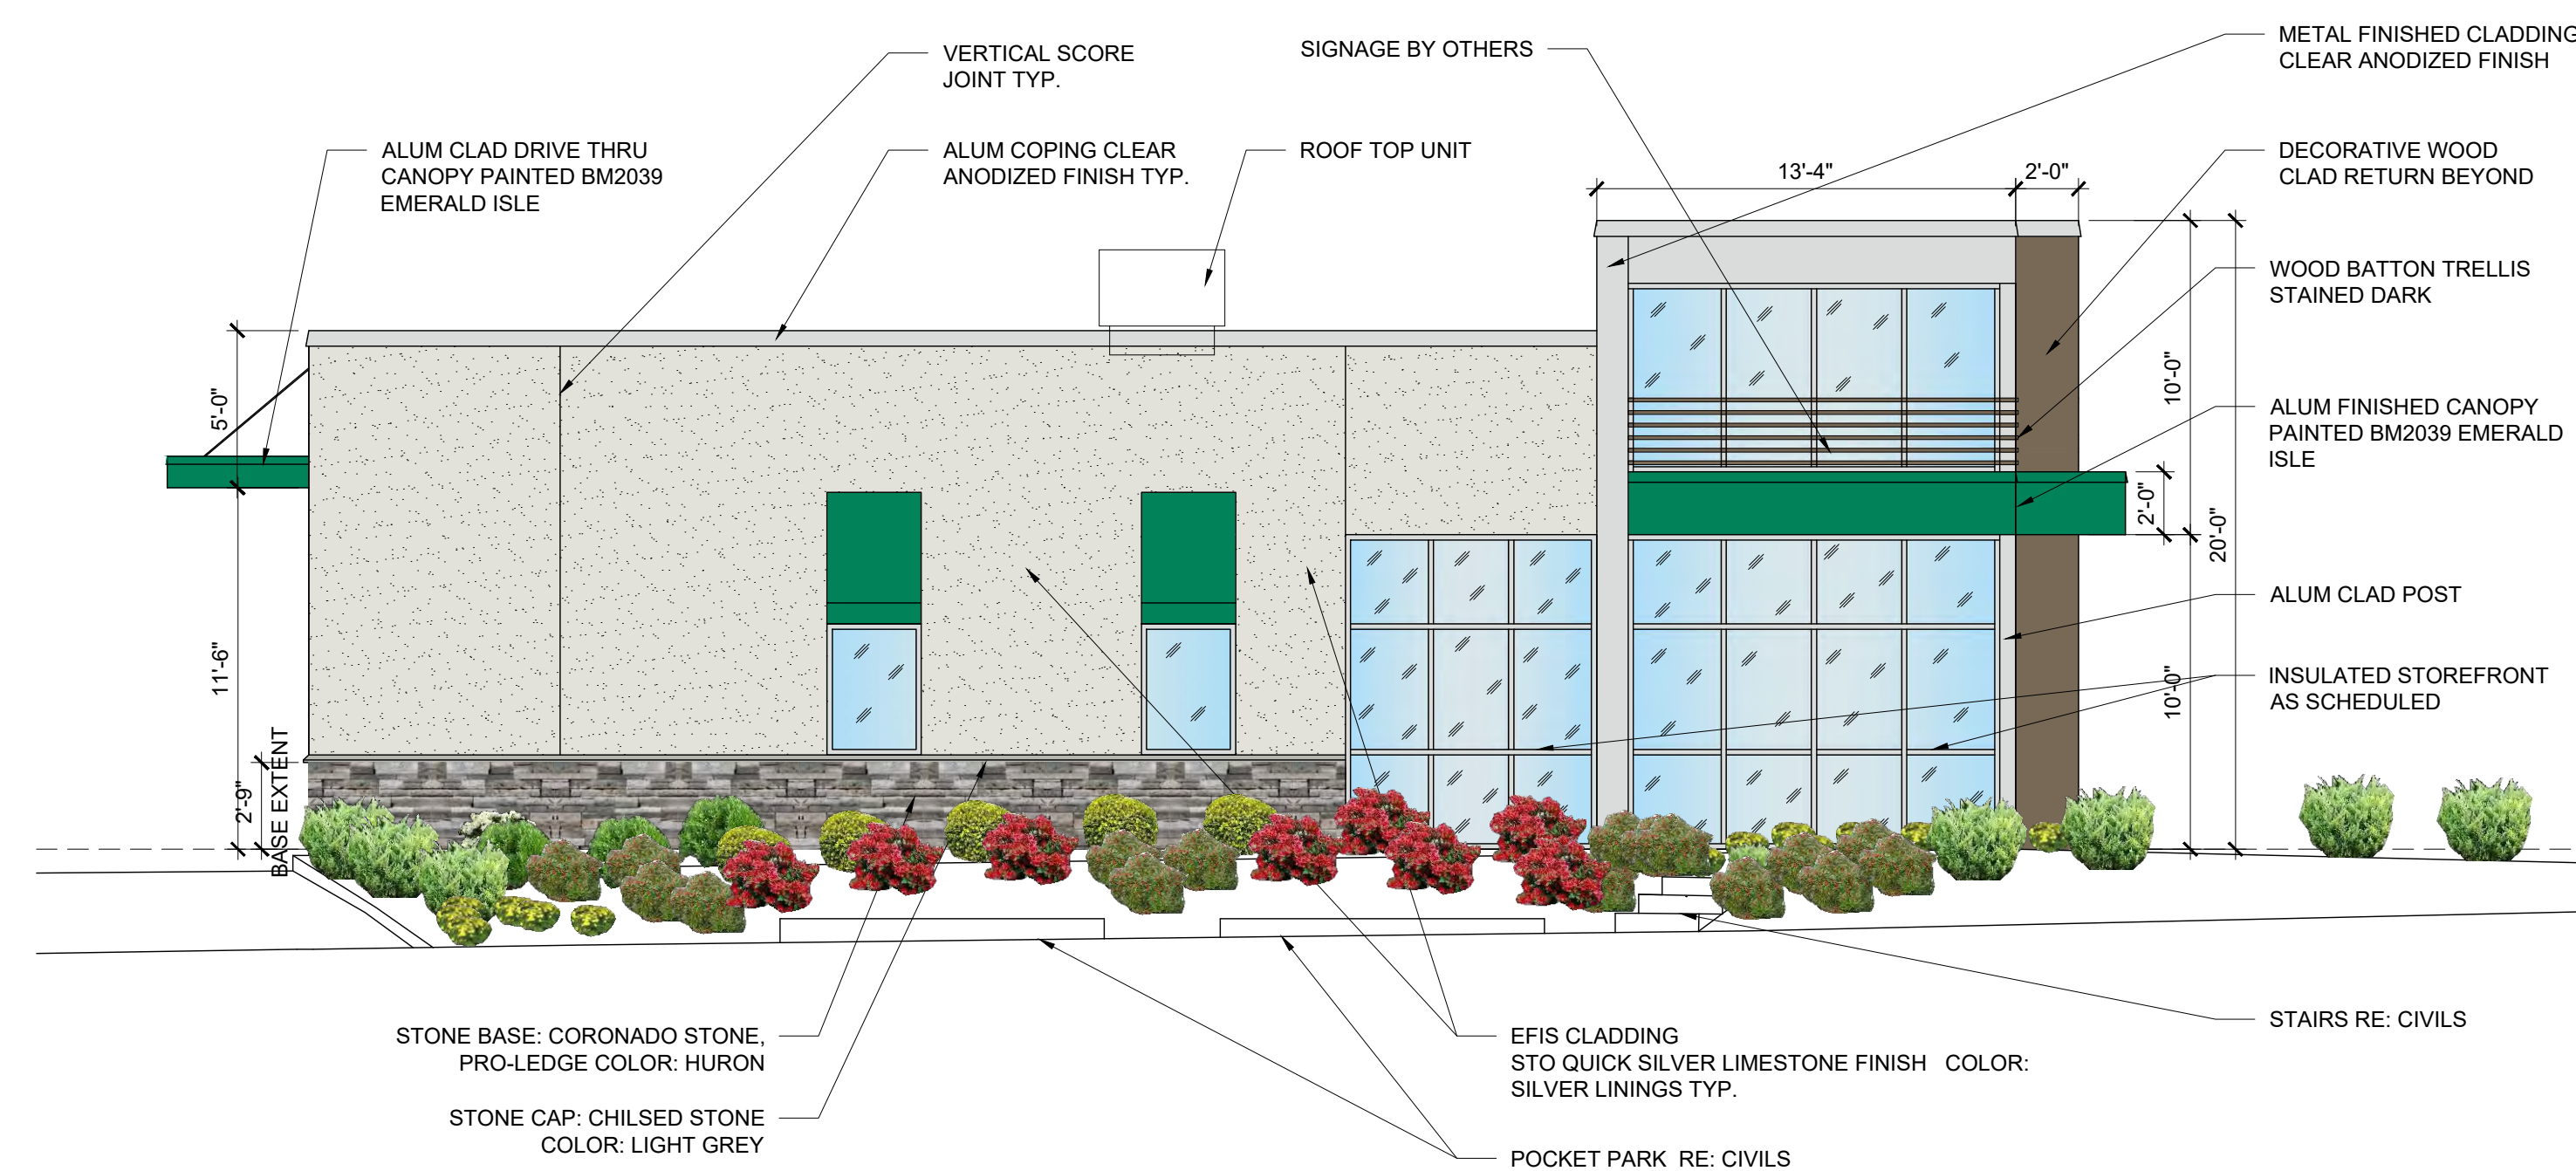 VERTICAL SCORE
JOINT TYP.
SIGNAGE BY OTHERS
METAL FINISHED CLADDING
CLEAR ANODIZED FINISH
ALUM CLAD DRIVE THRU
CANOPY PAINTED BM2039
EMERALD ISLE
ALUM COPING CLEAR
ANODIZED FINISH TYP.
ROOF TOP UNIT
13'-4"
2'-0"
DECORATIVE WOOD
CLAD RETURN BEYOND
WOOD BATTON TRELLIS
STAINED DARK
5'-0"
10'-0"
ALUM FINISHED CANOPY
PAINTED BM2039 EMERALD
ISLE
2'-0"
20'-0"
ALUM CLAD POST
11'-6"
10'-0"
INSULATED STOREFRONT
AS SCHEDULED
2'-9"
BASE EXTENT
STONE BASE: CORONADO STONE,
PRO-LEDGE COLOR: HURON
STONE CAP: CHILSED STONE
COLOR: LIGHT GREY
EFIS CLADDING
STO QUICK SILVER LIMESTONE FINISH COLOR:
SILVER LININGS TYP.
POCKET PARK RE: CIVILS
STAIRS RE: CIVILS